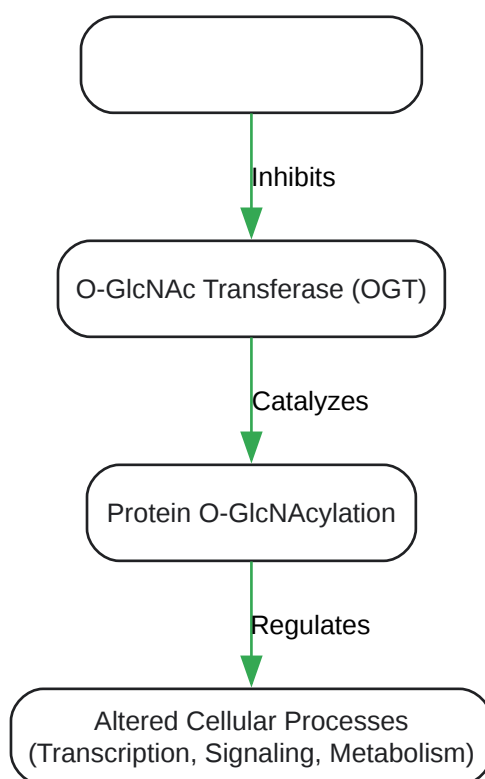 Inhibits
O-GlcNAc Transferase (OGT)
Catalyzes
Protein O-GlcNAcylation
Regulates
Altered Cellular Processes
(Transcription, Signaling, Metabolism)